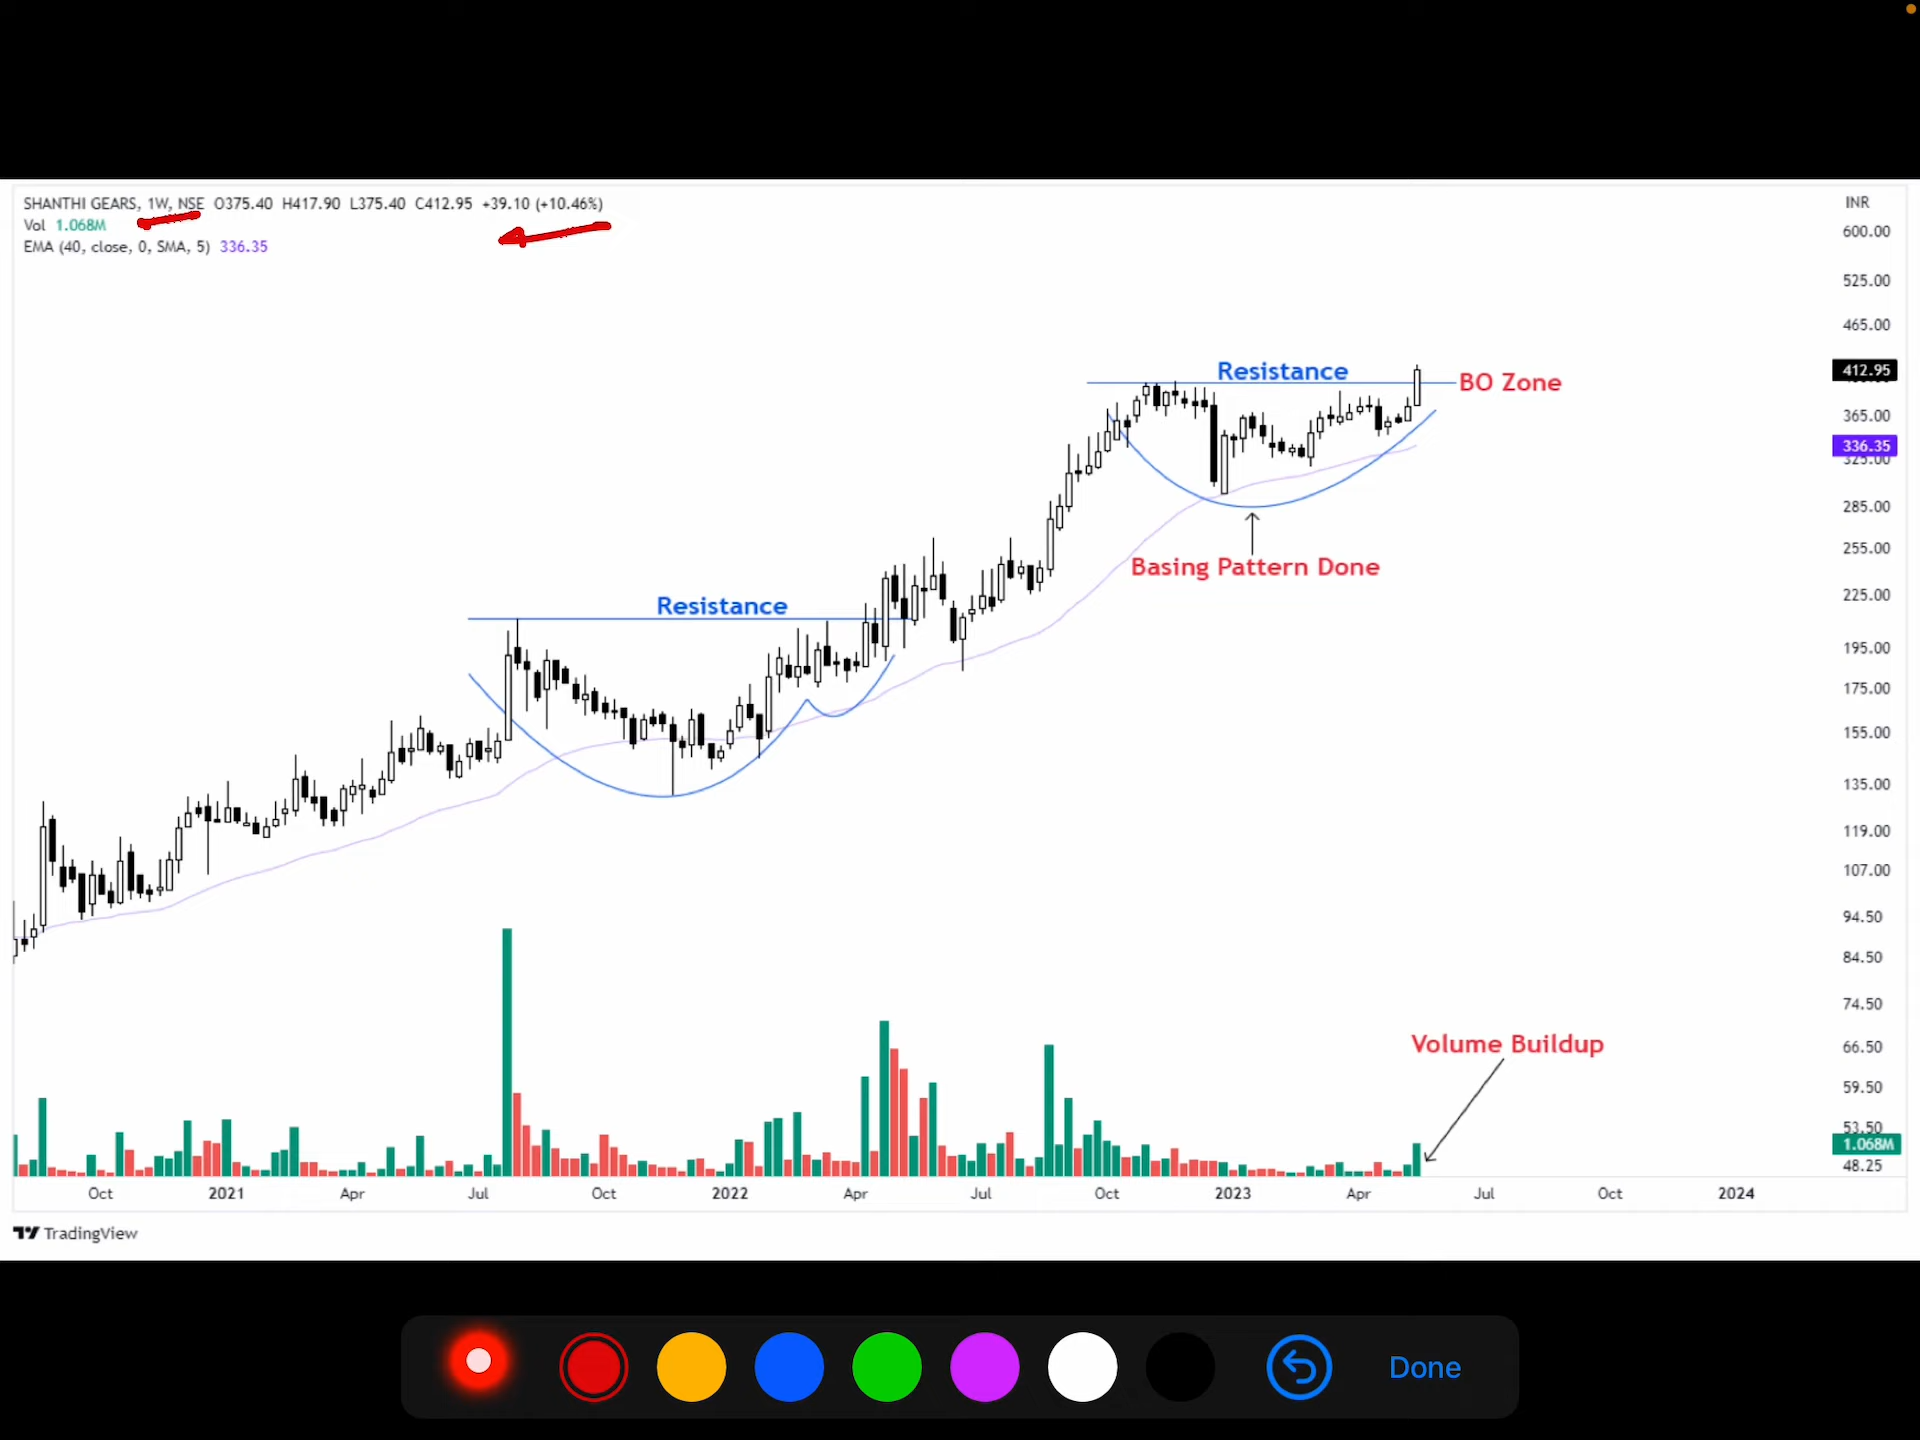 SHANTHI GEARS, 1W, NSE O375.40 H417.90 L375.40 C412.95 +39.10 (+10.46%)
Vol 1.068M
EMA (40, close, 0, SMA, 5) 336.35
INR
600.00
525.00
465.00
412.95
365.00
336.35
325.00
285.00
255.00
225.00
195.00
175.00
155.00
135.00
119.00
107.00
94.50
84.50
74.50
66.50
59.50
53.50
1.068M
48.25
Resistance
BO Zone
Basing Pattern Done
Resistance
Volume Buildup
Oct 2021 Apr Jul Oct 2022 Apr Jul Oct 2023 Apr Jul Oct 2024
TradingView
Done